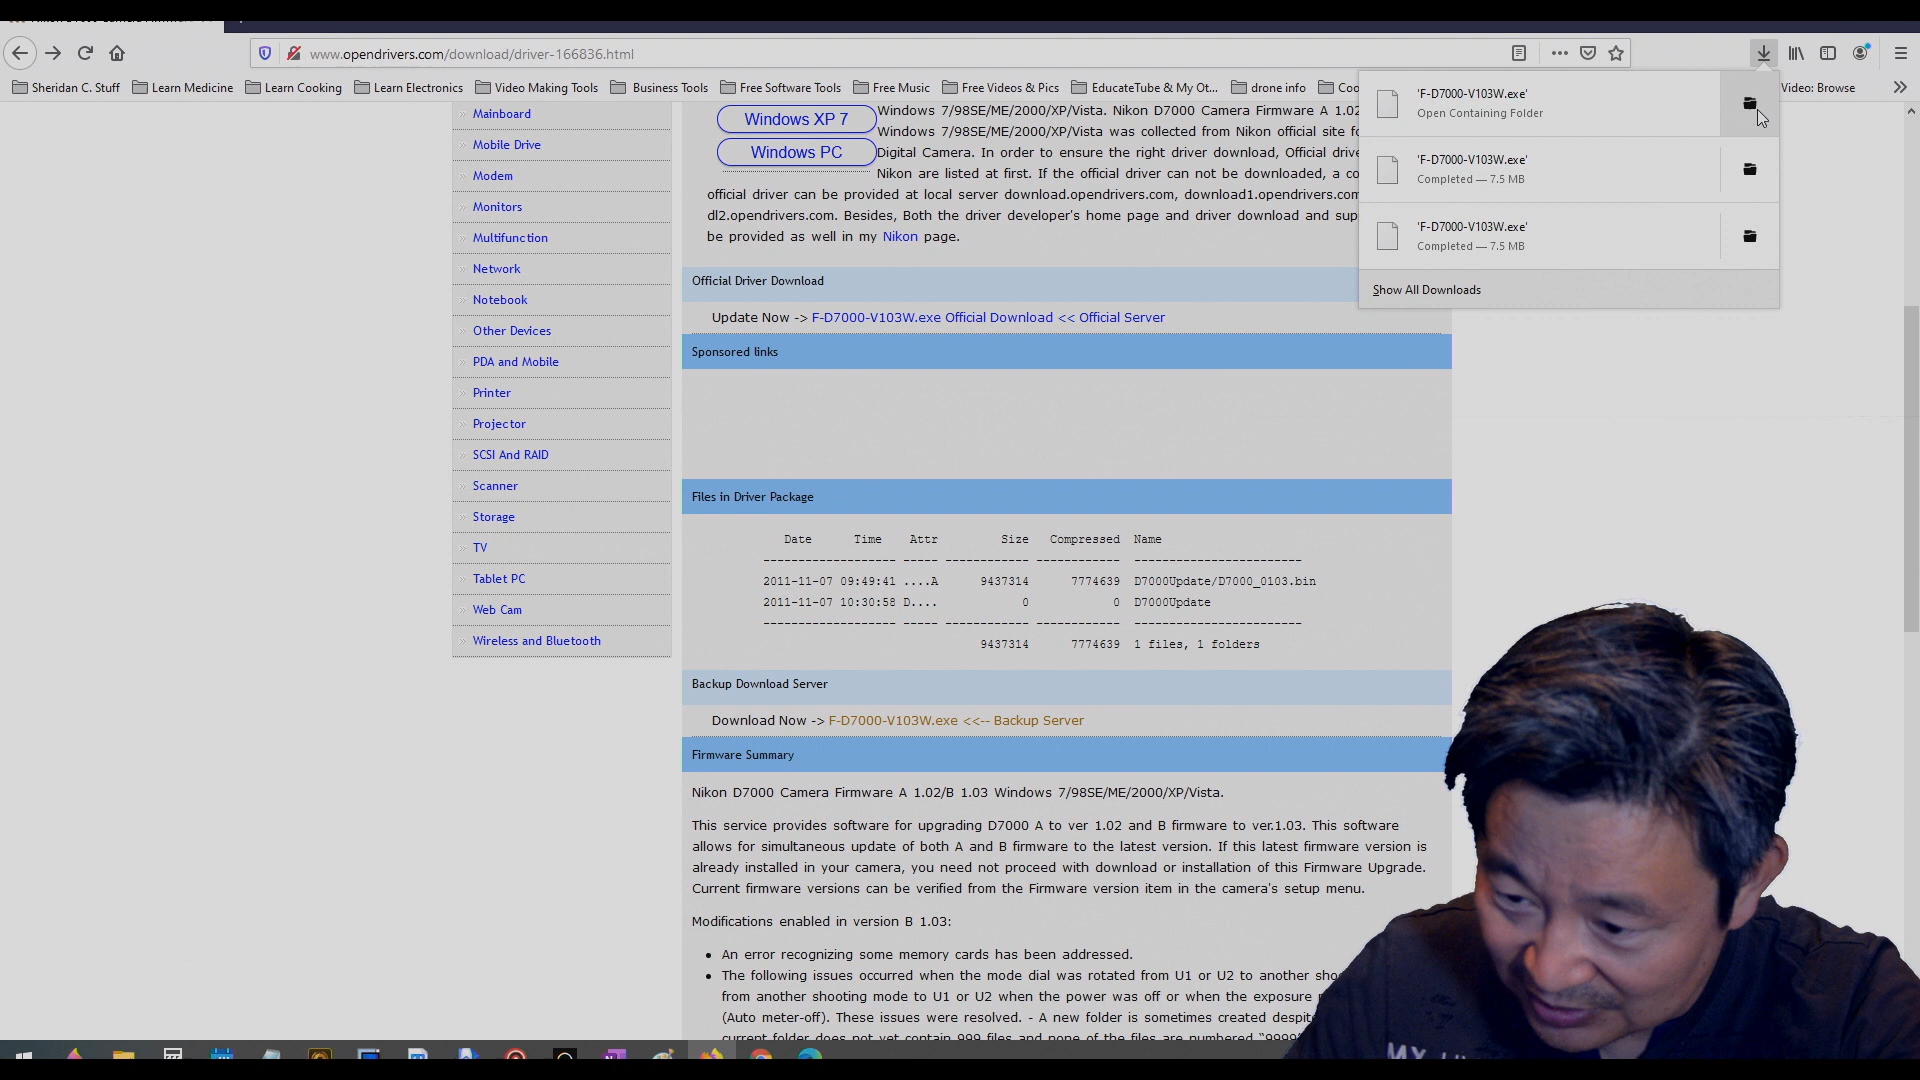 www.opendrivers.com/download/driver-166836.html
Sheridan C. Stuff
Learn Medicine
Learn Cooking
Learn Electronics
Video Making Tools
Business Tools
Free Software Tools
Free Music
Free Videos & Pics
EducateTube & My Ot...
drone info
Video: Browse
Mainboard
Mobile Drive
Modem
Monitors
Multifunction
Network
Notebook
Other Devices
PDA and Mobile
Printer
Projector
SCSI And RAID
Scanner
Storage
TV
Tablet PC
Web Cam
Wireless and Bluetooth
Windows XP 7
Windows PC
Windows 7/98SE/ME/2000/XP/Vista. Nikon D7000 Camera Firmware A 1.02
Windows 7/98SE/ME/2000/XP/Vista was collected from Nikon official site
Digital Camera. In order to ensure the right driver download, Official
Nikon are listed at first. If the official driver can not be downloaded, a
official driver can be provided at local server download.opendrivers.com, download1.opendrivers.com
dl2.opendrivers.com. Besides, Both the driver developer's home page and driver download and
be provided as well in my Nikon page.
Official Driver Download
Update Now -> F-D7000-V103W.exe Official Download << Official Server
Sponsored links
Files in Driver Package
Date Time Attr Size Compressed Name
------------------- ----- ------------ ------------ ------------------------
2011-11-07 09:49:41 ....A 9437314 7774639 D7000Update/D7000_0103.bin
2011-11-07 10:30:58 D.... 0 0 D7000Update
------------------- ----- ------------ ------------ ------------------------
9437314 7774639 1 files, 1 folders
Backup Download Server
Download Now -> F-D7000-V103W.exe <<-- Backup Server
Firmware Summary
Nikon D7000 Camera Firmware A 1.02/B 1.03 Windows 7/98SE/ME/2000/XP/Vista.
This service provides software for upgrading D7000 A to ver 1.02 and B firmware to ver.1.03. This software
allows for simultaneous update of both A and B firmware to the latest version. If this latest firmware version is
already installed in your camera, you need not proceed with download or installation of this Firmware Upgrade.
Current firmware versions can be verified from the Firmware version item in the camera's setup menu.
Modifications enabled in version B 1.03:
• An error recognizing some memory cards has been addressed.
• The following issues occurred when the mode dial was rotated from U1 or U2 to another
from another shooting mode to U1 or U2 when the power was off or when the exposure
(Auto meter-off). These issues were resolved. - A new folder is sometimes created
current folder does not yet contain 999 files and none of the files are numbered "9999
'F-D7000-V103W.exe'
Open Containing Folder
'F-D7000-V103W.exe'
Completed — 7.5 MB
'F-D7000-V103W.exe'
Completed — 7.5 MB
Show All Downloads
MY